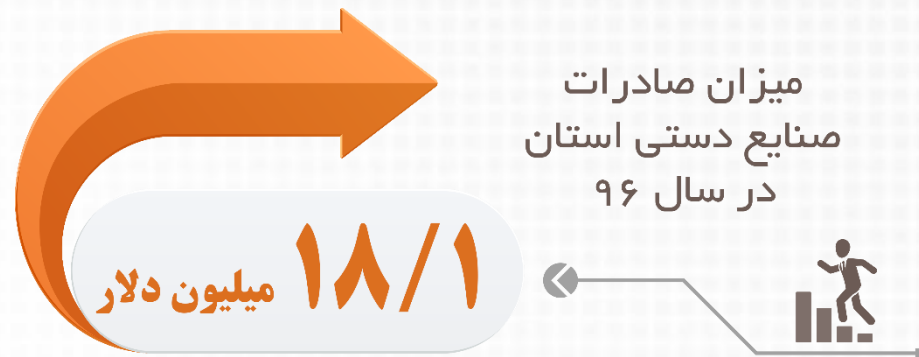 میزان صادرات
صنایع دستی استان
در سال ۹۶
۱۸/۱ میلیون دلار